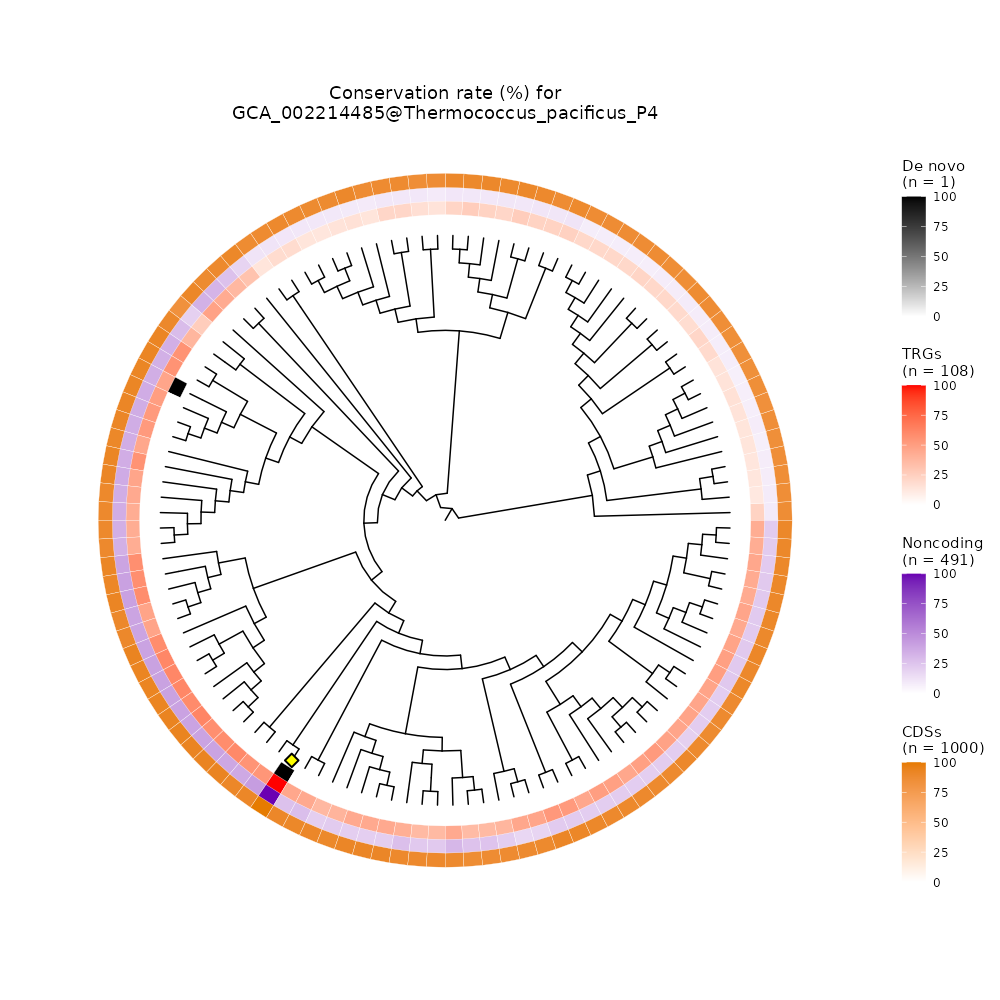 Conservation rate (%) for
GCA_002214485@Thermococcus_pacificus_P4
De novo
(n = 1)
100
75
50
25
0
TRGs
(n = 108)
100
75
50
25
0
Noncoding
(n = 491)
100
75
50
25
0
CDSs
(n = 1000)
100
75
50
25
0